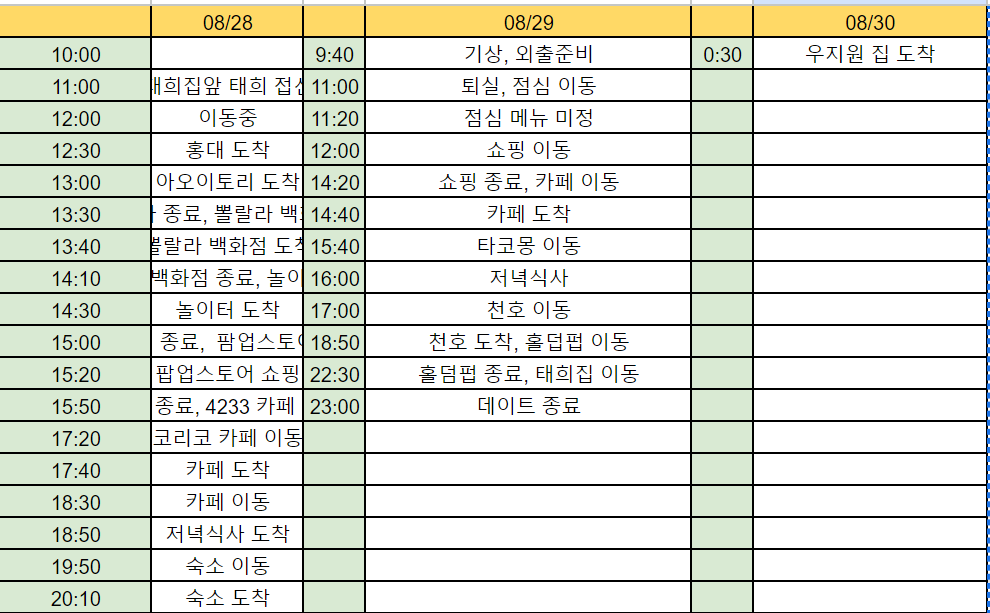 08/28 08/29 08/30
10:00 9:40 기상, 외출준비 0:30 우지원 집 도착
11:00 태희집앞 태희 접선 11:00 퇴실, 점심 이동
12:00 이동중 11:20 점심 메뉴 미정
12:30 홍대 도착 12:00 쇼핑 이동
13:00 아오이토리 도착 14:20 쇼핑 종료, 카페 이동
13:30 종료, 뽈랄라 백 14:40 카페 도착
13:40 뽈랄라 백화점 도착 15:40 타코몽 이동
14:10 백화점 종료, 놀이 16:00 저녁식사
14:30 놀이터 도착 17:00 천호 이동
15:00 종료, 팜업스토어 18:50 천호 도착, 홀덥펍 이동
15:20 팝업스토어 쇼핑 22:30 홀덤펍 종료, 태희집 이동
15:50 종료, 4233 카페 23:00 데이트 종료
17:20 코리코 카페 이동
17:40 카페 도착
18:30 카페 이동
18:50 저녁식사 도착
19:50 숙소 이동
20:10 숙소 도착